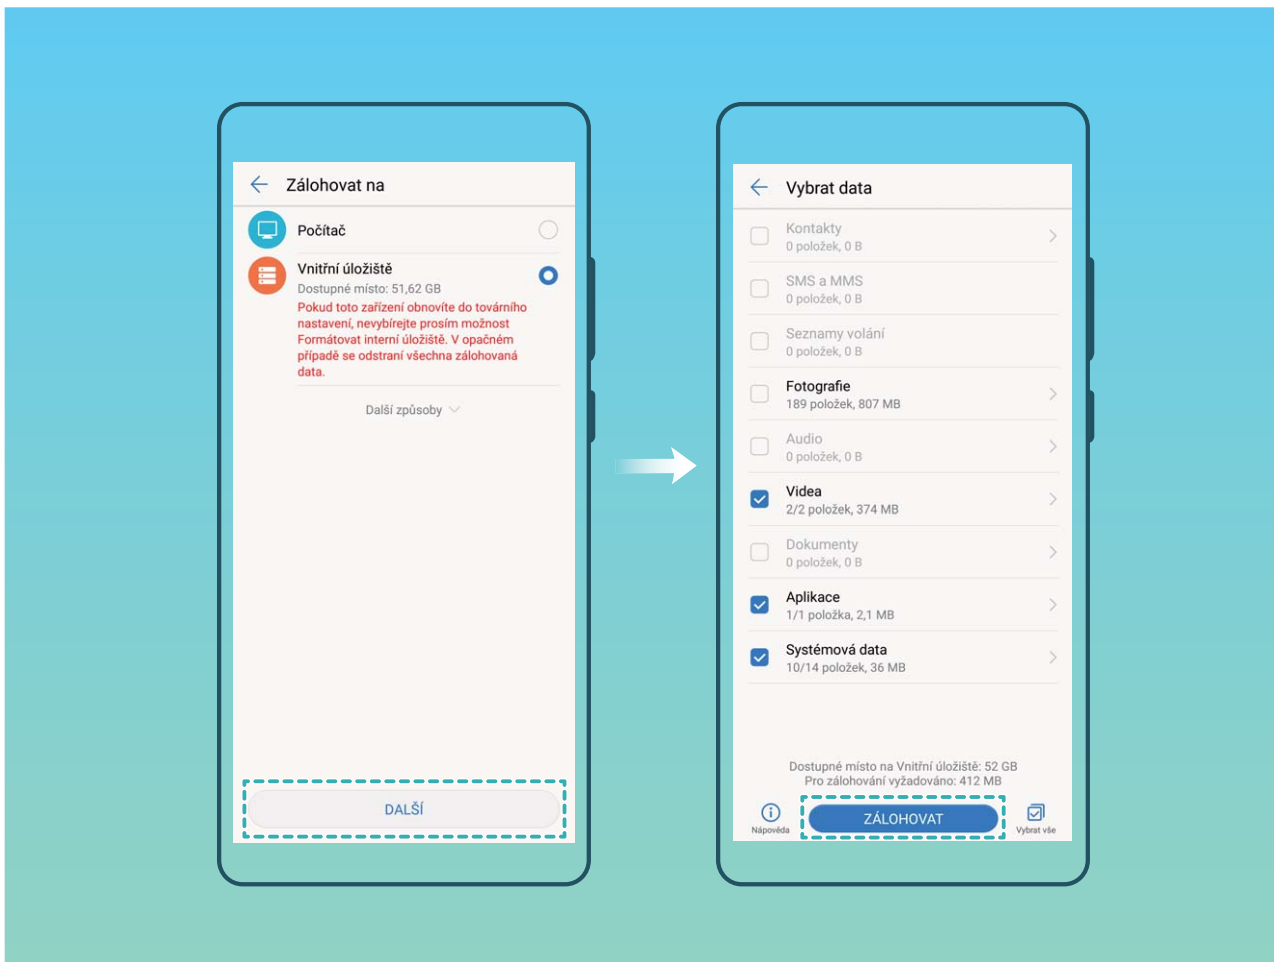 Zálohovat na
Počítač
Vnitřní úložiště
Dostupné místo: 51,62 GB
Pokud toto zařízení obnovíte do továrního
nastavení, nevybírejte prosím možnost
Formátovat interní úložiště. V opačném
případě se odstraní všechna zálohovaná
data.
Další způsoby
DALŠÍ
Vybrat data
Kontakty
0 položek, 0 B
SMS a MMS
0 položek, 0 B
Seznamy volání
0 položek, 0 B
Fotografie
189 položek, 807 MB
Audio
0 položek, 0 B
Videa
2/2 položek, 374 MB
Dokumenty
0 položek, 0 B
Aplikace
1/1 položka, 2,1 MB
Systémová data
10/14 položek, 36 MB
Dostupné místo na Vnitřní úložiště: 52 GB
Pro zálohování vyžadováno: 412 MB
Nápověda
ZÁLOHOVAT
Vybrat vše